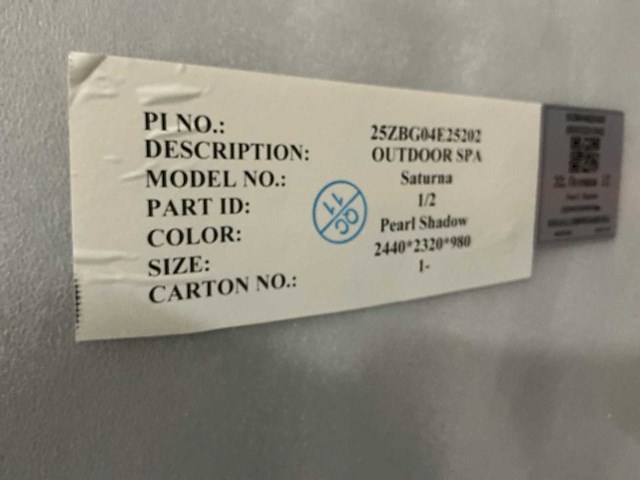 PI NO.: 25ZBG04E25202
DESCRIPTION: OUTDOOR SPA
MODEL NO.: Saturna
PART ID: 1/2
COLOR: Pearl Shadow
SIZE: 2440*2320*980
CARTON NO.: 1-
QC
11